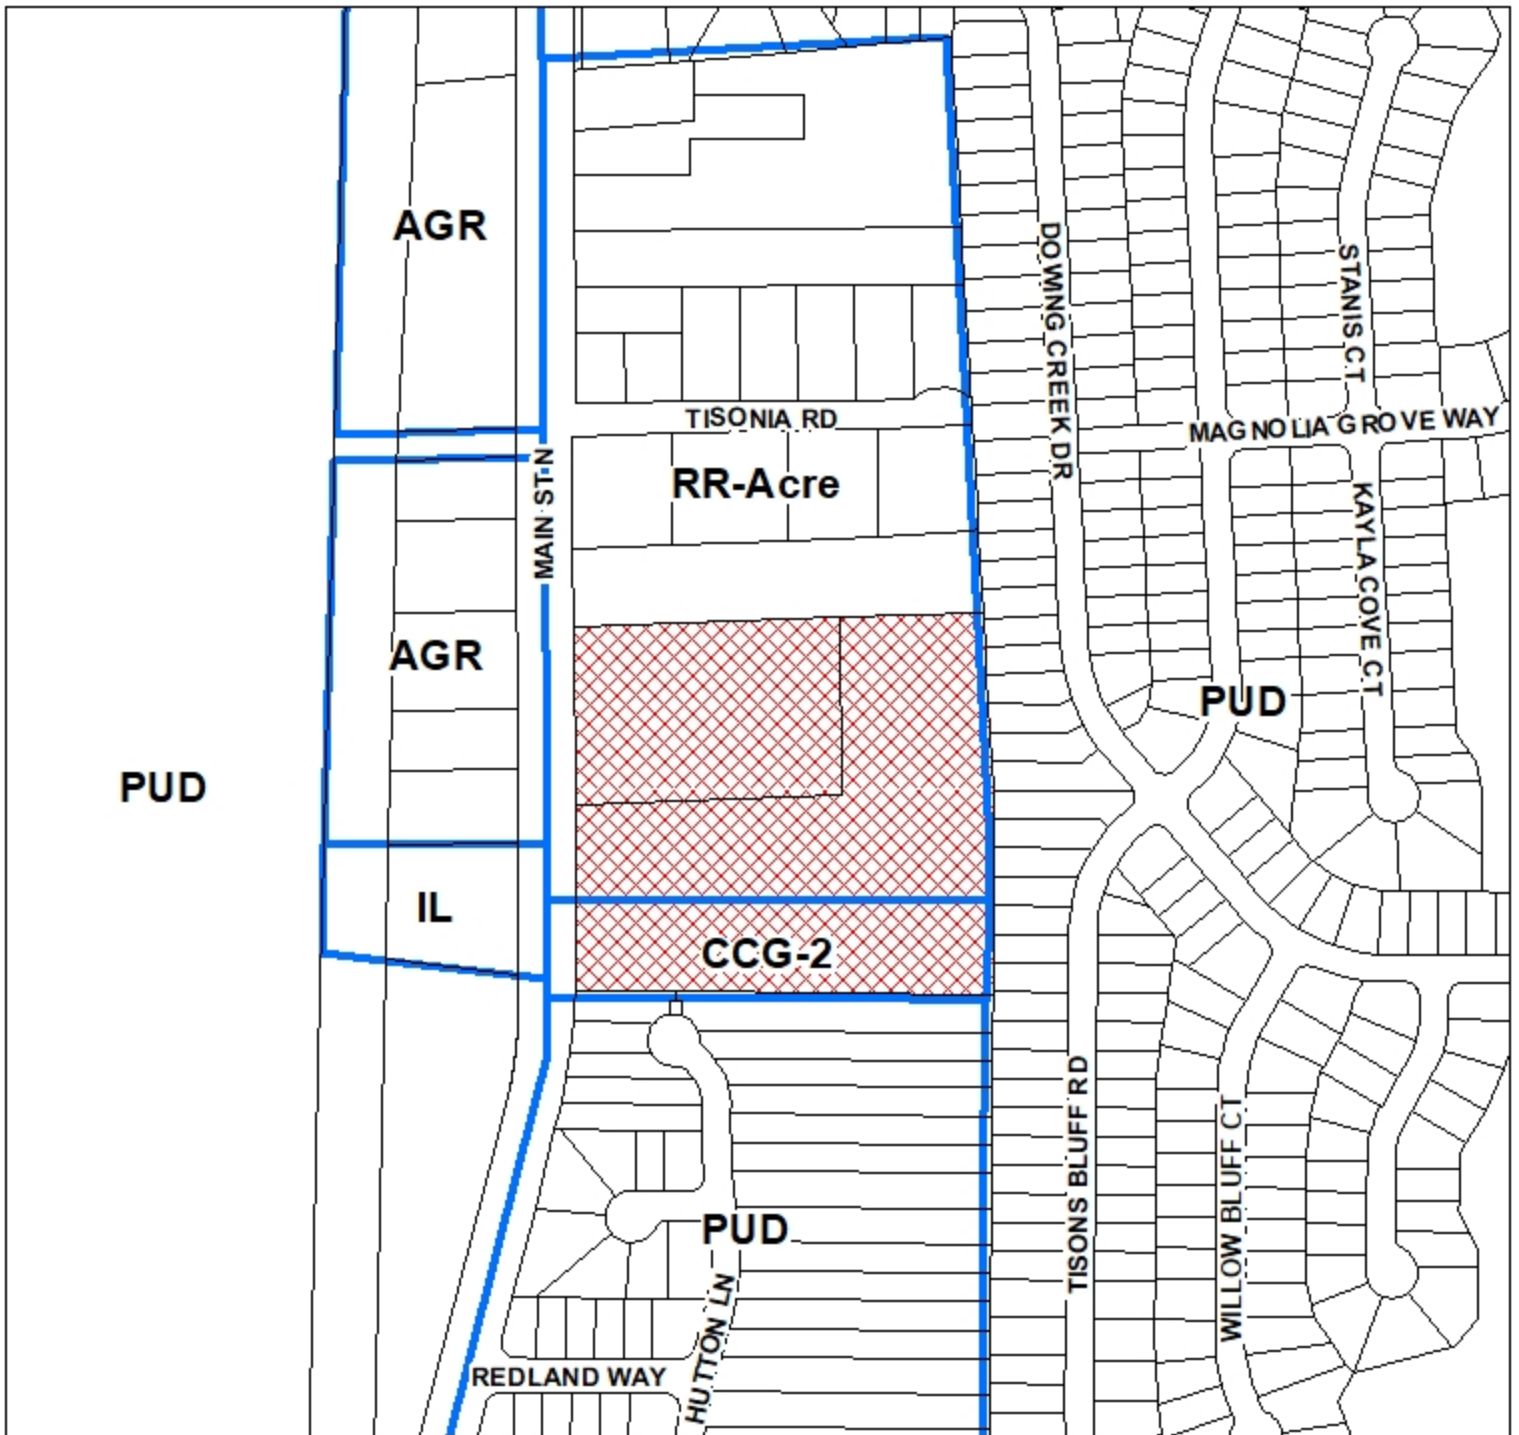 AGR
DOWNG CREEK DR
STANIS CT
TISONIA RD
MAGNOLIA GROVE WAY
MAIN ST N
RR-Acre
KAYLA COVE CT
AGR
PUD
PUD
IL
CCG-2
TISONS BLUFF RD
WILLOW BLUFF CT
PUD
HUTTON LN
REDLAND WAY